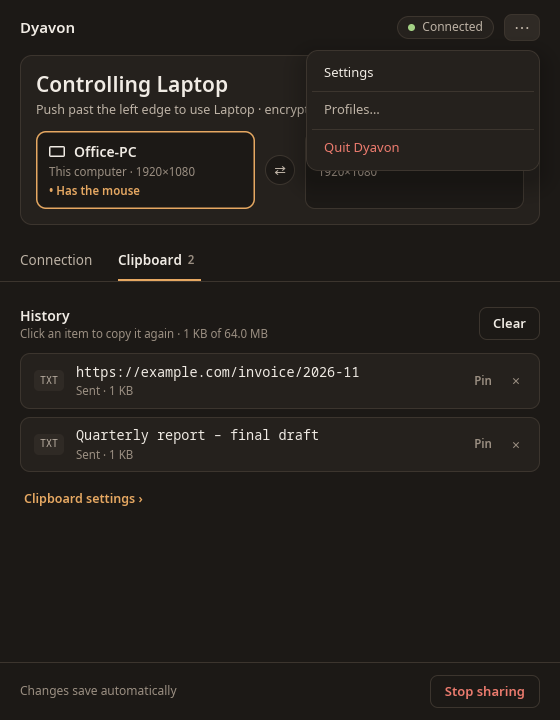 Dyavon
Connected
...
Controlling Laptop
Settings
Push past the left edge to use Laptop · encrypt
Profiles...
Quit Dyavon
Office-PC
This computer · 1920×1080
• Has the mouse
⇄
1920×1080
Connection
Clipboard 2
History
Click an item to copy it again · 1 KB of 64.0 MB
Clear
TXT
https://example.com/invoice/2026-11
Sent · 1 KB
Pin ×
TXT
Quarterly report – final draft
Sent · 1 KB
Pin ×
Clipboard settings ›
Changes save automatically
Stop sharing